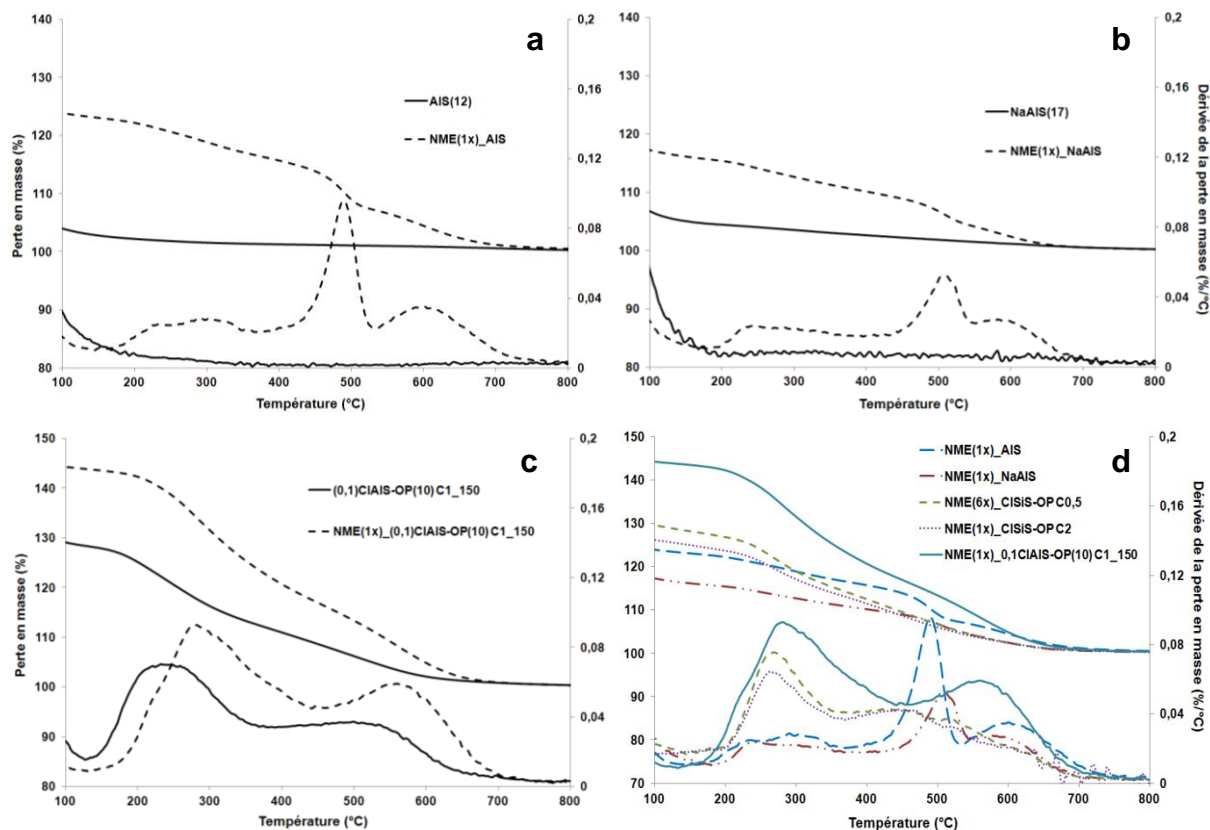 a
140
130
120
110
100
90
80
0,2
0,16
0,12
0,08
0,04
0
AlS(12)
NME(1x)_AlS
Perte en masse (%)
100 200 300 400 500 600 700 800
Température (°C)
b
140
130
120
110
100
90
80
0,2
0,16
0,12
0,08
0,04
0
NaAlS(17)
NME(1x)_NaAlS
Dérivée de la perte en masse (%/°C)
100 200 300 400 500 600 700 800
Température (°C)
c
150
140
130
120
110
100
90
80
0,2
0,16
0,12
0,08
0,04
0
(0,1)ClAlS-OP(10)C1_150
NME(1x)_(0,1)ClAlS-OP(10)C1_150
Perte en masse (%)
100 200 300 400 500 600 700 800
Température (°C)
d
150
140
130
120
110
100
90
80
70
0,2
0,16
0,12
0,08
0,04
0
NME(1x)_AlS
NME(1x)_NaAlS
NME(6x)_ClSiS-OPC0,5
NME(1x)_ClSiS-OPC2
NME(1x)_0,1ClAlS-OP(10)C1_150
Dérivée de la perte en masse (%/°C)
100 200 300 400 500 600 700 800
Température (°C)